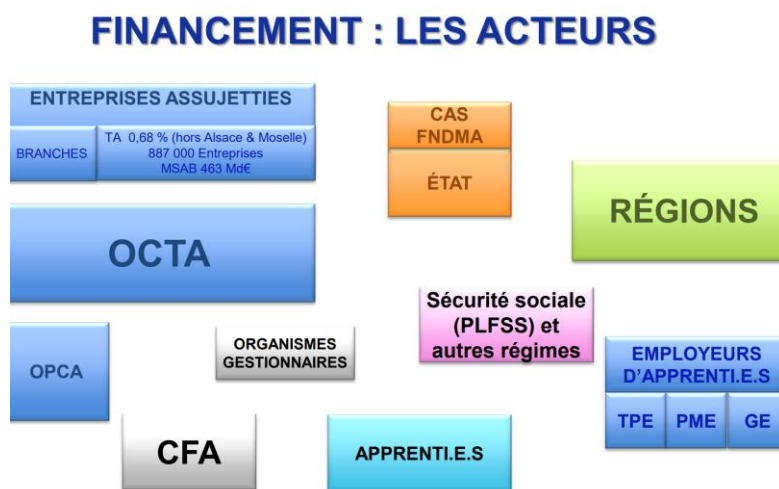 FINANCEMENT : LES ACTEURS
ENTREPRISES ASSUJETTIES
BRANCHES
TA 0,68 % (hors Alsace & Moselle)
887 000 Entreprises
MSAB 463 Md€
CAS
FNDMA
ÉTAT
RÉGIONS
OCTA
Sécurité sociale
(PLFSS) et
autres régimes
ORGANISMES
GESTIONNAIRES
OPCA
EMPLOYEURS
D'APPRENTI.E.S
TPE
PME
GE
CFA
APPRENTI.E.S